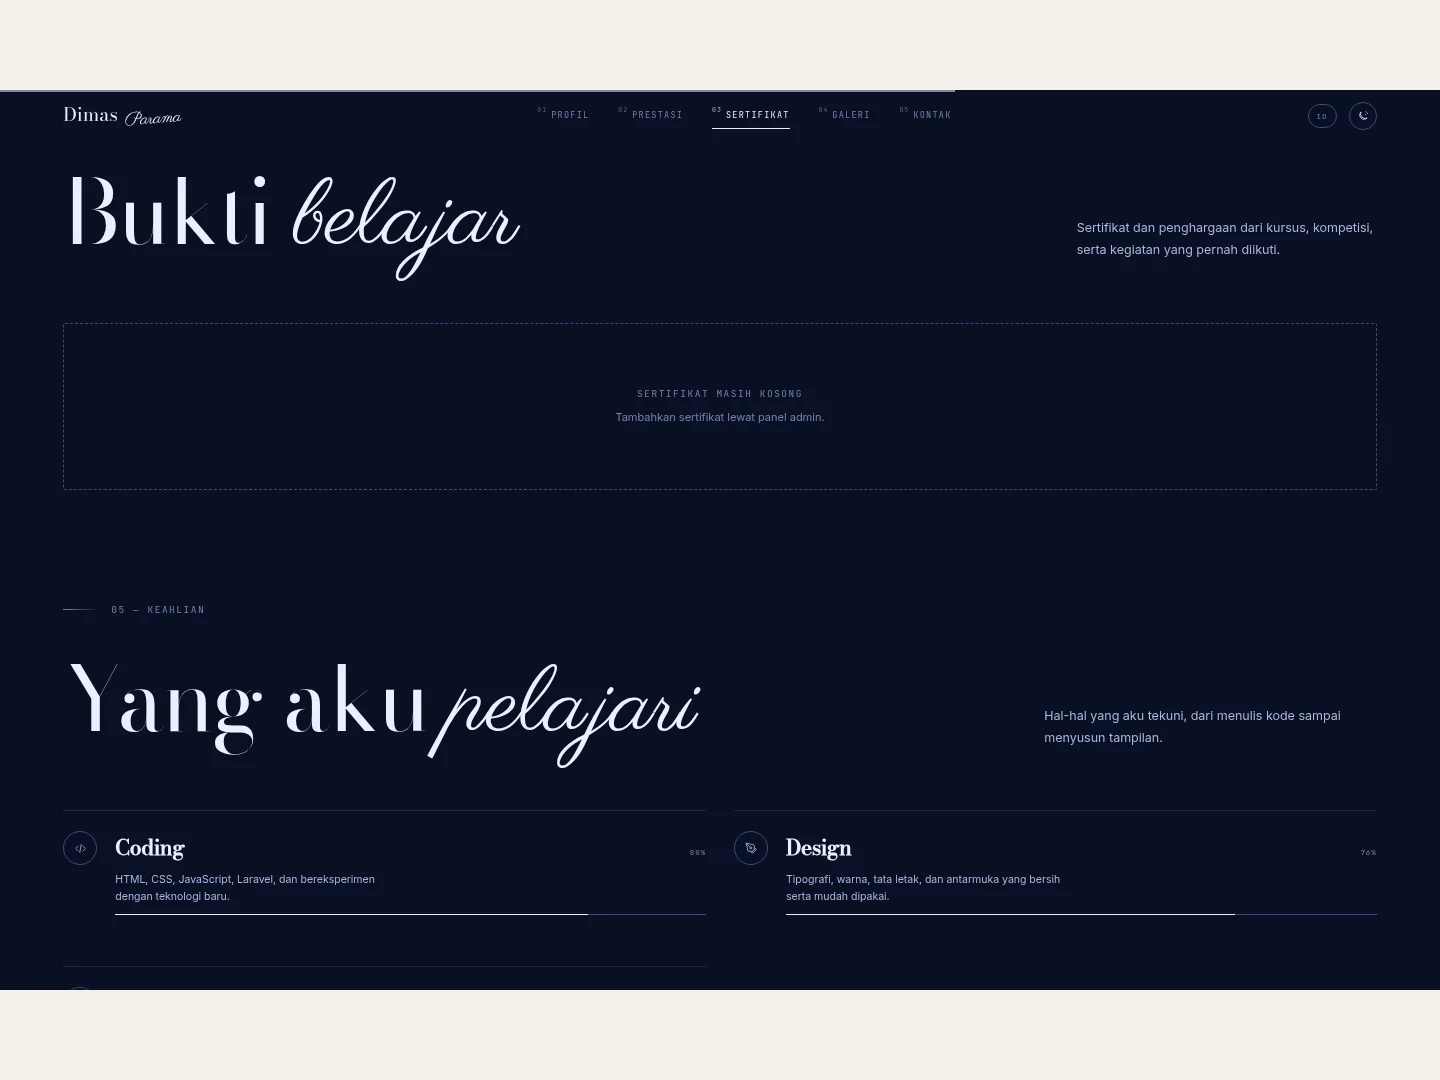 Dimas Parama
01 PROFIL
02 PRESTASI
03 SERTIFIKAT
04 GALERI
05 KONTAK
ID
Bukti belajar
Sertifikat dan penghargaan dari kursus, kompetisi,
serta kegiatan yang pernah diikuti.
SERTIFIKAT MASIH KOSONG
Tambahkan sertifikat lewat panel admin.
05 — KEAHLIAN
Yang aku pelajari
Hal-hal yang aku tekuni, dari menulis kode sampai
menyusun tampilan.
Coding
80%
HTML, CSS, JavaScript, Laravel, dan bereksperimen
dengan teknologi baru.
Design
76%
Tipografi, warna, tata letak, dan antarmuka yang bersih
serta mudah dipakai.